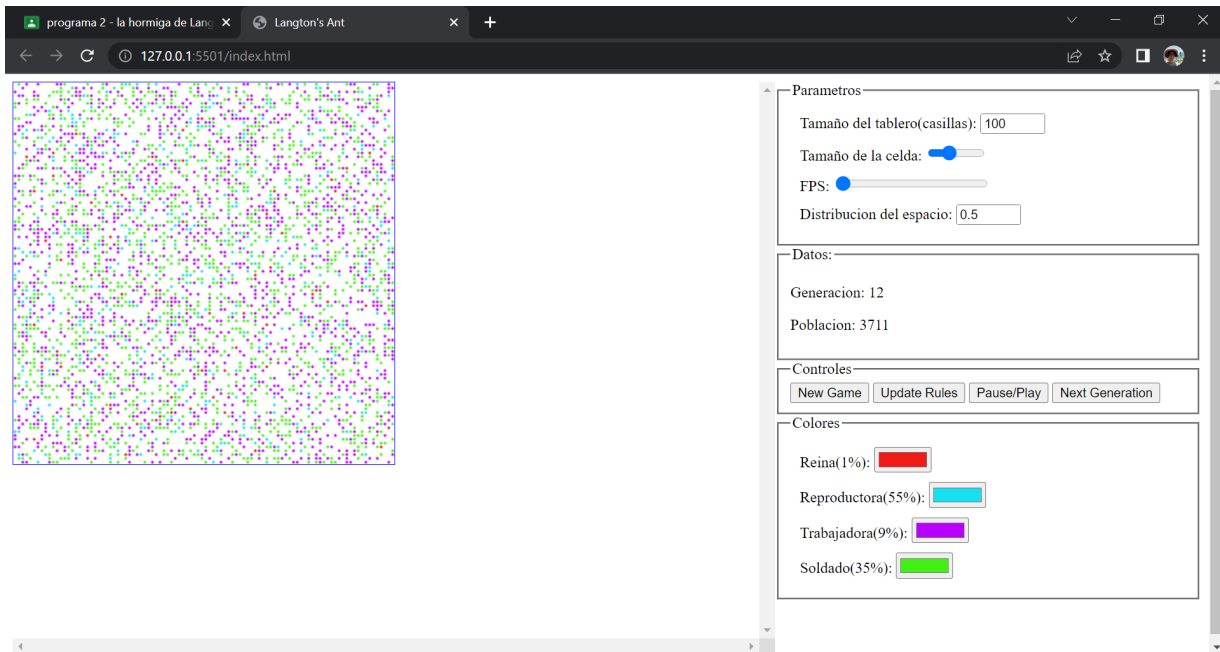 programa 2 - la hormiga de Lang
Langton's Ant
127.0.0.1:5501/index.html
Parametros
Tamaño del tablero(casillas): 100
Tamaño de la celda:
FPS:
Distribucion del espacio: 0.5
Datos:
Generacion: 12
Poblacion: 3711
Controles
New Game Update Rules Pause/Play Next Generation
Colores
Reina(1%):
Reproductora(55%):
Trabajadora(9%):
Soldado(35%):